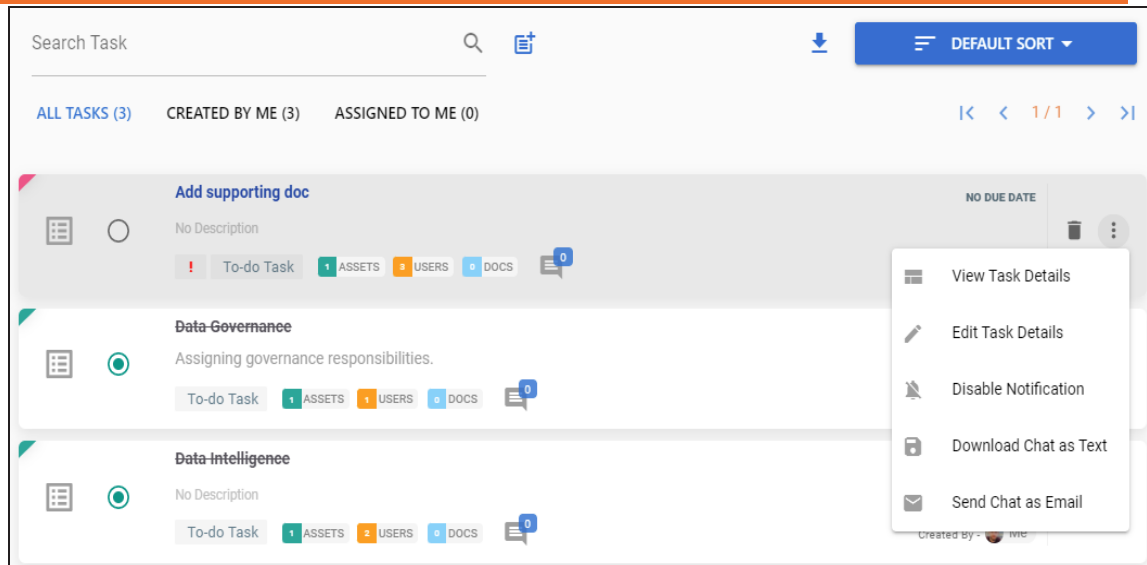 Search Task
DEFAULT SORT
ALL TASKS (3) CREATED BY ME (3) ASSIGNED TO ME (0) 1 / 1
Add supporting doc NO DUE DATE
No Description
! To-do Task 1 ASSETS 3 USERS 0 DOCS 0
View Task Details
Data Governance
Edit Task Details
Assigning governance responsibilities.
Disable Notification
To-do Task 1 ASSETS 1 USERS 0 DOCS 0
Download Chat as Text
Data Intelligence
No Description
Send Chat as Email
To-do Task 1 ASSETS 2 USERS 0 DOCS 0
Created By - Me